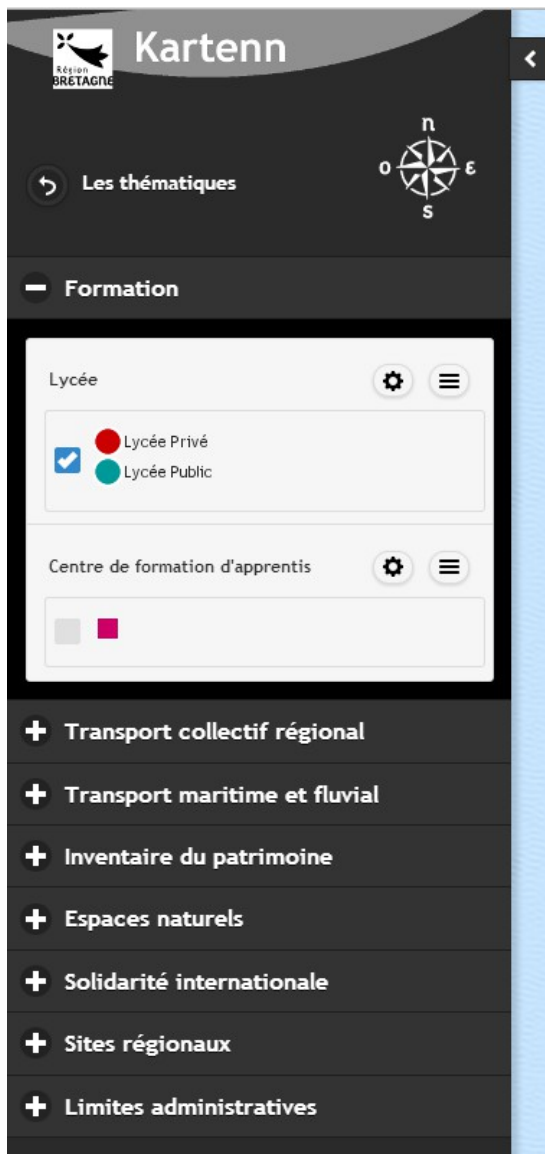 Kartenn
Région
BRETAGNE
n
Les thématiques
o ε
s
Formation
Lycée
Lycée Privé
Lycée Public
Centre de formation d'apprentis
Transport collectif régional
Transport maritime et fluvial
Inventaire du patrimoine
Espaces naturels
Solidarité internationale
Sites régionaux
Limites administratives